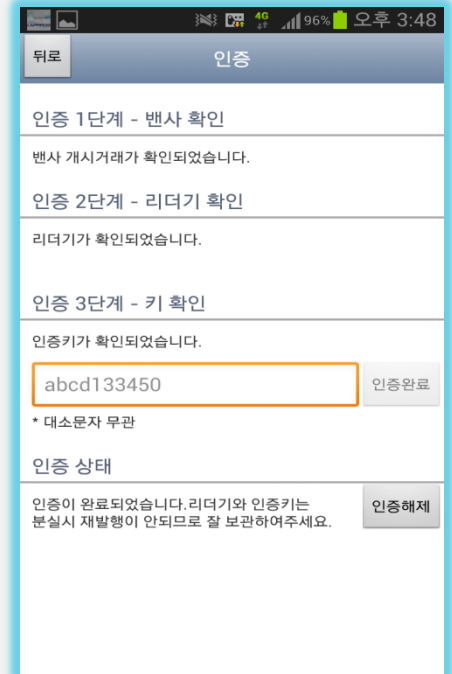 4G 96% 오후 3:48
뒤로 인증
인증 1단계 - 밴사 확인
밴사 개시거래가 확인되었습니다.
인증 2단계 - 리더기 확인
리더기가 확인되었습니다.
인증 3단계 - 키 확인
인증키가 확인되었습니다.
abcd133450 인증완료
* 대소문자 무관
인증 상태
인증이 완료되었습니다.리더기와 인증키는
분실시 재발행이 안되므로 잘 보관하여주세요.
인증해제